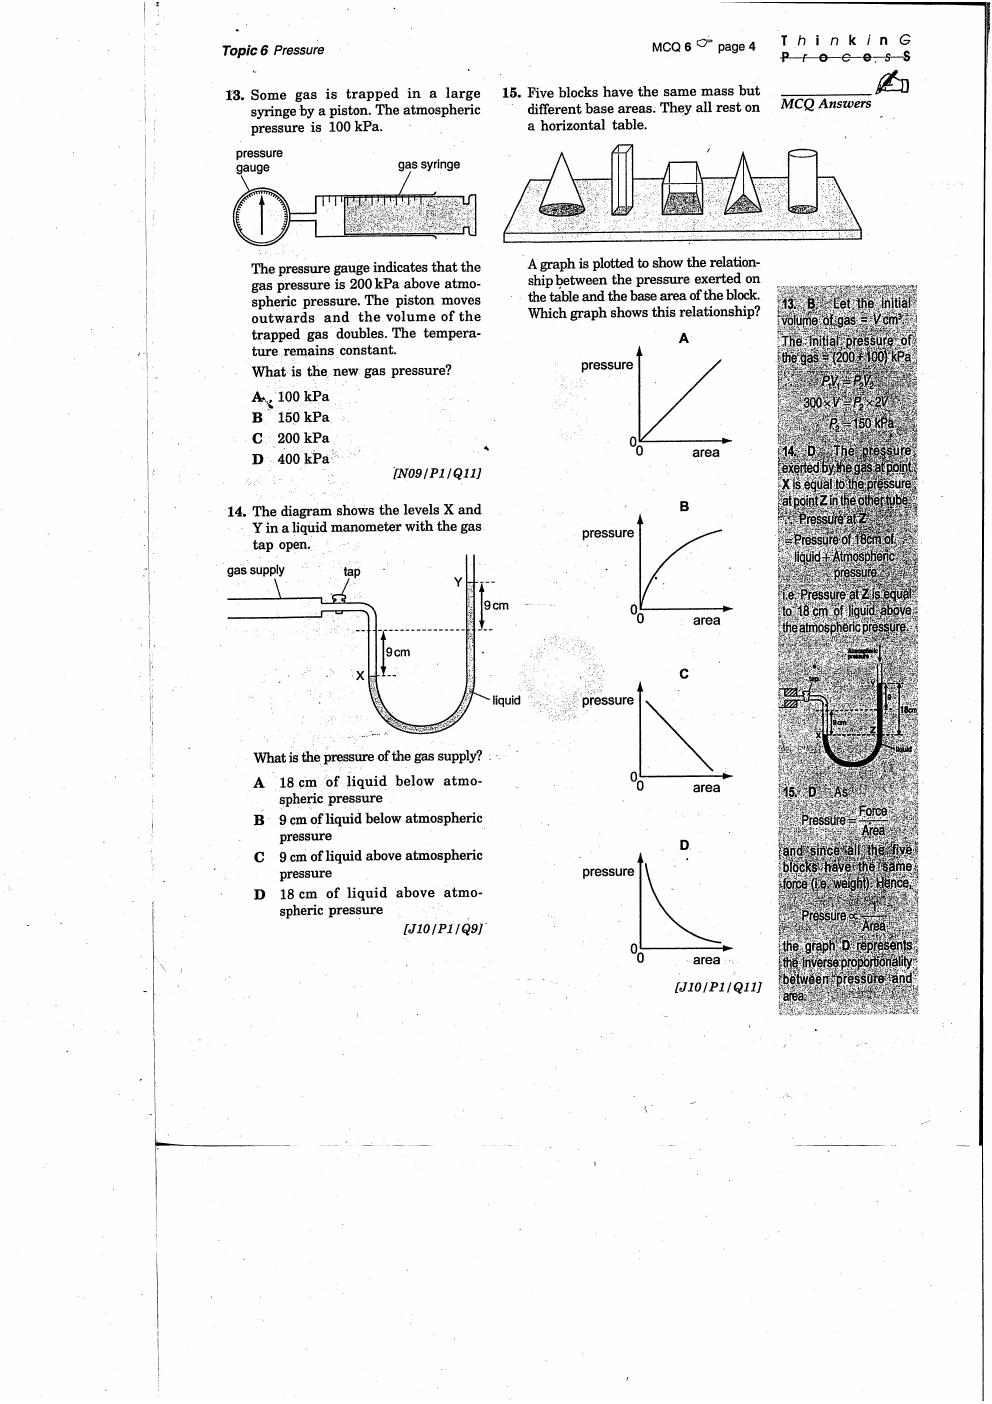 Topic 6 Pressure
MCQ 6 page 4
ThinkinG
ProcesS
MCQ Answers
13. Some gas is trapped in a large
syringe by a piston. The atmospheric
pressure is 100 kPa.
pressure
gauge
gas syringe
The pressure gauge indicates that the
gas pressure is 200 kPa above atmo-
spheric pressure. The piston moves
outwards and the volume of the
trapped gas doubles. The tempera-
ture remains constant.
What is the new gas pressure?
A 100 kPa
B 150 kPa
C 200 kPa
D 400 kPa
[N09/P1/Q11]
14. The diagram shows the levels X and
Y in a liquid manometer with the gas
tap open.
gas supply
tap
Y
9 cm
9 cm
X
liquid
What is the pressure of the gas supply?
A 18 cm of liquid below atmo-
spheric pressure
B 9 cm of liquid below atmospheric
pressure
C 9 cm of liquid above atmospheric
pressure
D 18 cm of liquid above atmo-
spheric pressure
[J10/P1/Q9]
15. Five blocks have the same mass but
different base areas. They all rest on
a horizontal table.
A graph is plotted to show the relation-
ship between the pressure exerted on
the table and the base area of the block.
Which graph shows this relationship?
A
pressure
0
0
area
B
pressure
0
0
area
C
pressure
0
0
area
D
pressure
0
0
area
[J10/P1/Q11]
13. B Let the initial
volume of gas = V cm³.
The initial pressure of
the gas = (200 + 100) kPa
P₁V₁ = P₂V₂
300 × V = P₂ × 2V
P₂ = 150 kPa
14. D The pressure
exerted by the gas at point
X is equal to the pressure
at point Z in the other tube.
∴ Pressure at Z
= Pressure of 18cm of
liquid + Atmospheric
pressure.
i.e. Pressure at Z is equal
to 18 cm of liquid above
the atmospheric pressure.
Atmospheric
pressure
tap
Y
9
18cm
9cm
X
Z
liquid
15. D As
Pressure = Force
Area
and since all the five
blocks have the same
force (i.e. weight). Hence,
Pressure ∝ 1
Area
the graph D represents
the inverse proportionality
between pressure and
area.